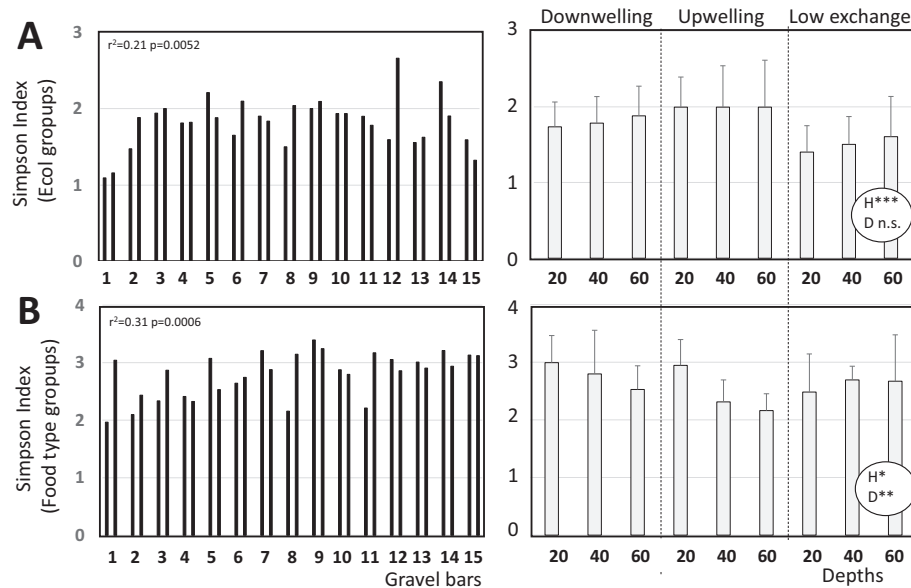 A
Simpson Index
(Ecol gropups)
3
2
1
0
r²=0.21 p=0.0052
1 2 3 4 5 6 7 8 9 10 11 12 13 14 15
Downwelling Upwelling Low exchange
3
2
1
0
H***
D n.s.
20 40 60 20 40 60 20 40 60
B
Simpson Index
(Food type gropups)
4
3
2
1
0
r²=0.31 p=0.0006
1 2 3 4 5 6 7 8 9 10 11 12 13 14 15
Gravel bars
4
3
2
1
0
H*
D**
20 40 60 20 40 60 20 40 60
Depths